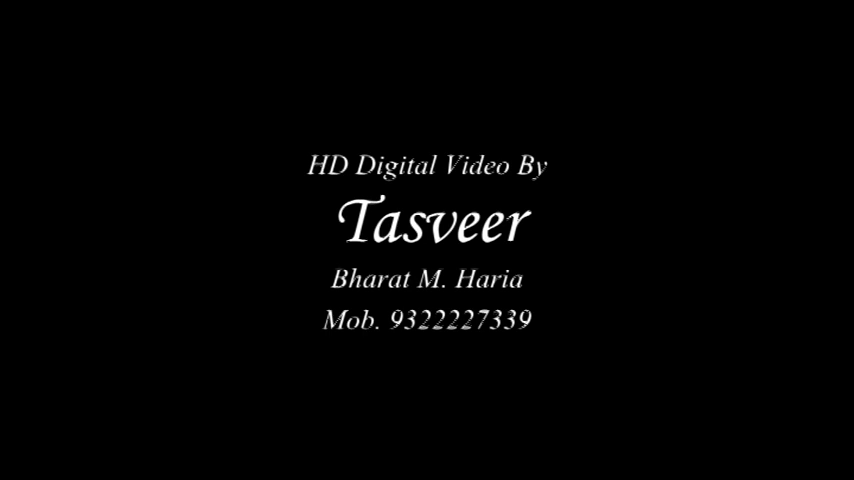 HD Digital Video By
Tasveer
Bharat M. Haria
Mob. 9322227339